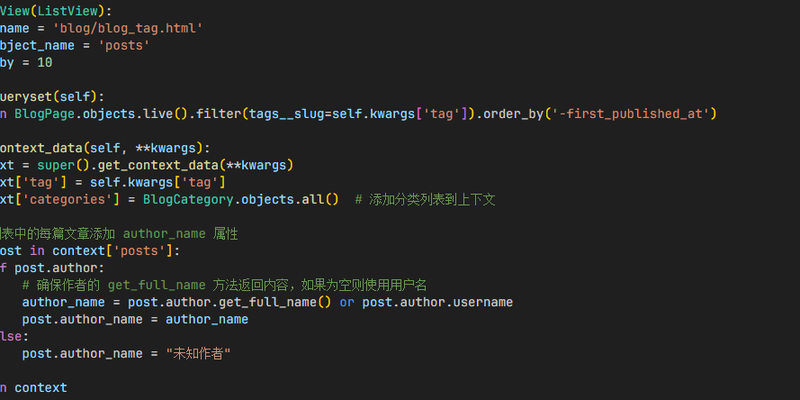 View(ListView):
name = 'blog/blog_tag.html'
bject_name = 'posts'
by = 10
ueryset(self):
n BlogPage.objects.live().filter(tags__slug=self.kwargs['tag']).order_by('-first_published_at')
ontext_data(self, **kwargs):
xt = super().get_context_data(**kwargs)
xt['tag'] = self.kwargs['tag']
xt['categories'] = BlogCategory.objects.all()  # 添加分类列表到上下文
列表中的每篇文章添加 author_name 属性
ost in context['posts']:
f post.author:
# 确保作者的 get_full_name 方法返回内容，如果为空则使用用户名
author_name = post.author.get_full_name() or post.author.username
post.author_name = author_name
lse:
post.author_name = "未知作者"
n context